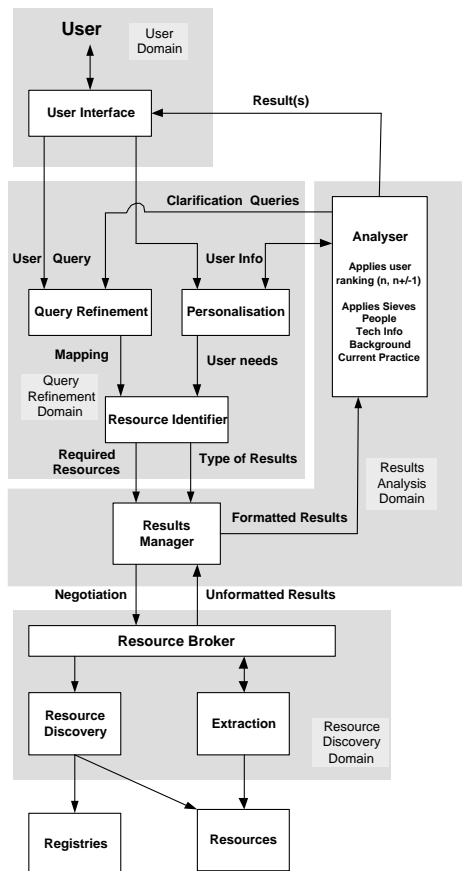 User
User
Domain
User Interface
Result(s)
Clarification Queries
User Query
User Info
Analyser
Applies user
ranking (n, n+/-1)
Applies Sieves
People
Tech Info
Background
Current Practice
Query Refinement
Personalisation
Mapping
User needs
Query
Refinement
Domain
Resource Identifier
Required
Resources
Type of Results
Results
Analysis
Domain
Results
Manager
Formatted Results
Negotiation
Unformatted Results
Resource Broker
Resource
Discovery
Extraction
Resource
Discovery
Domain
Registries
Resources